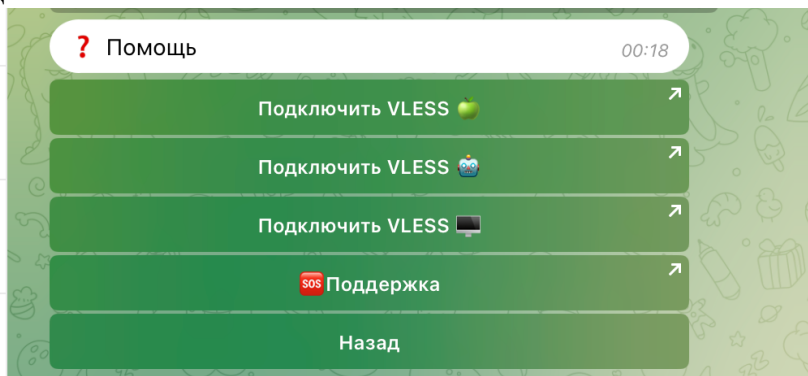 ❓ Помощь
00:18
Подключить VLESS 🍏
Подключить VLESS 🤖
Подключить VLESS 🖥
🆘Поддержка
Назад